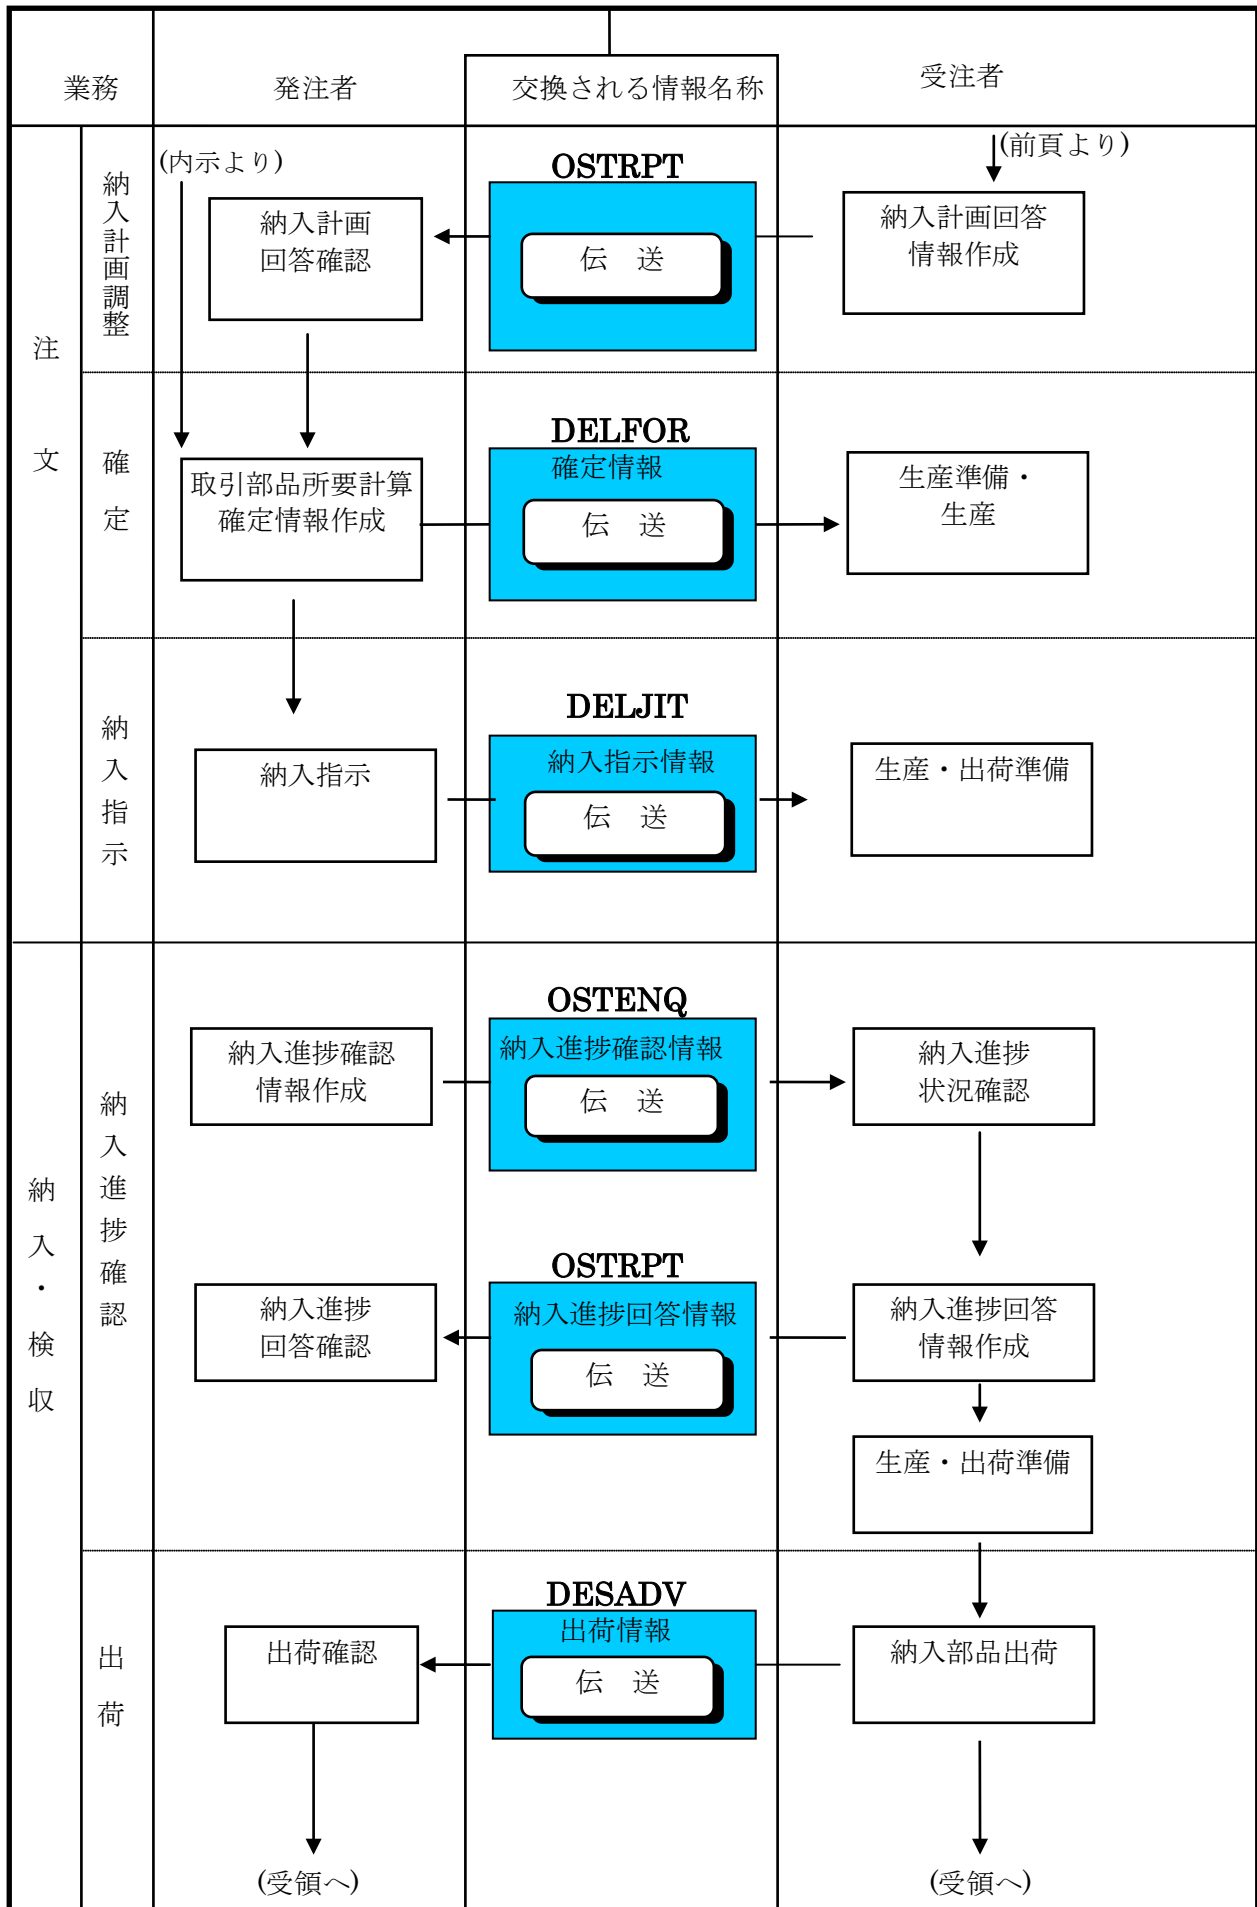 業務
発注者
交換される情報名称
受注者
注文
納入計画調整
(内示より)
OSTRPT
(前頁より)
納入計画
回答確認
伝　送
納入計画回答
情報作成
確定
DELFOR
取引部品所要計算
確定情報作成
確定情報
伝　送
生産準備・
生産
納入指示
DELJIT
納入指示
納入指示情報
伝　送
生産・出荷準備
納入・検収
納入進捗確認
OSTENQ
納入進捗確認
情報作成
納入進捗確認情報
伝　送
納入進捗
状況確認
OSTRPT
納入進捗
回答確認
納入進捗回答情報
伝　送
納入進捗回答
情報作成
生産・出荷準備
出荷
DESADV
出荷確認
出荷情報
伝　送
納入部品出荷
(受領へ)
(受領へ)